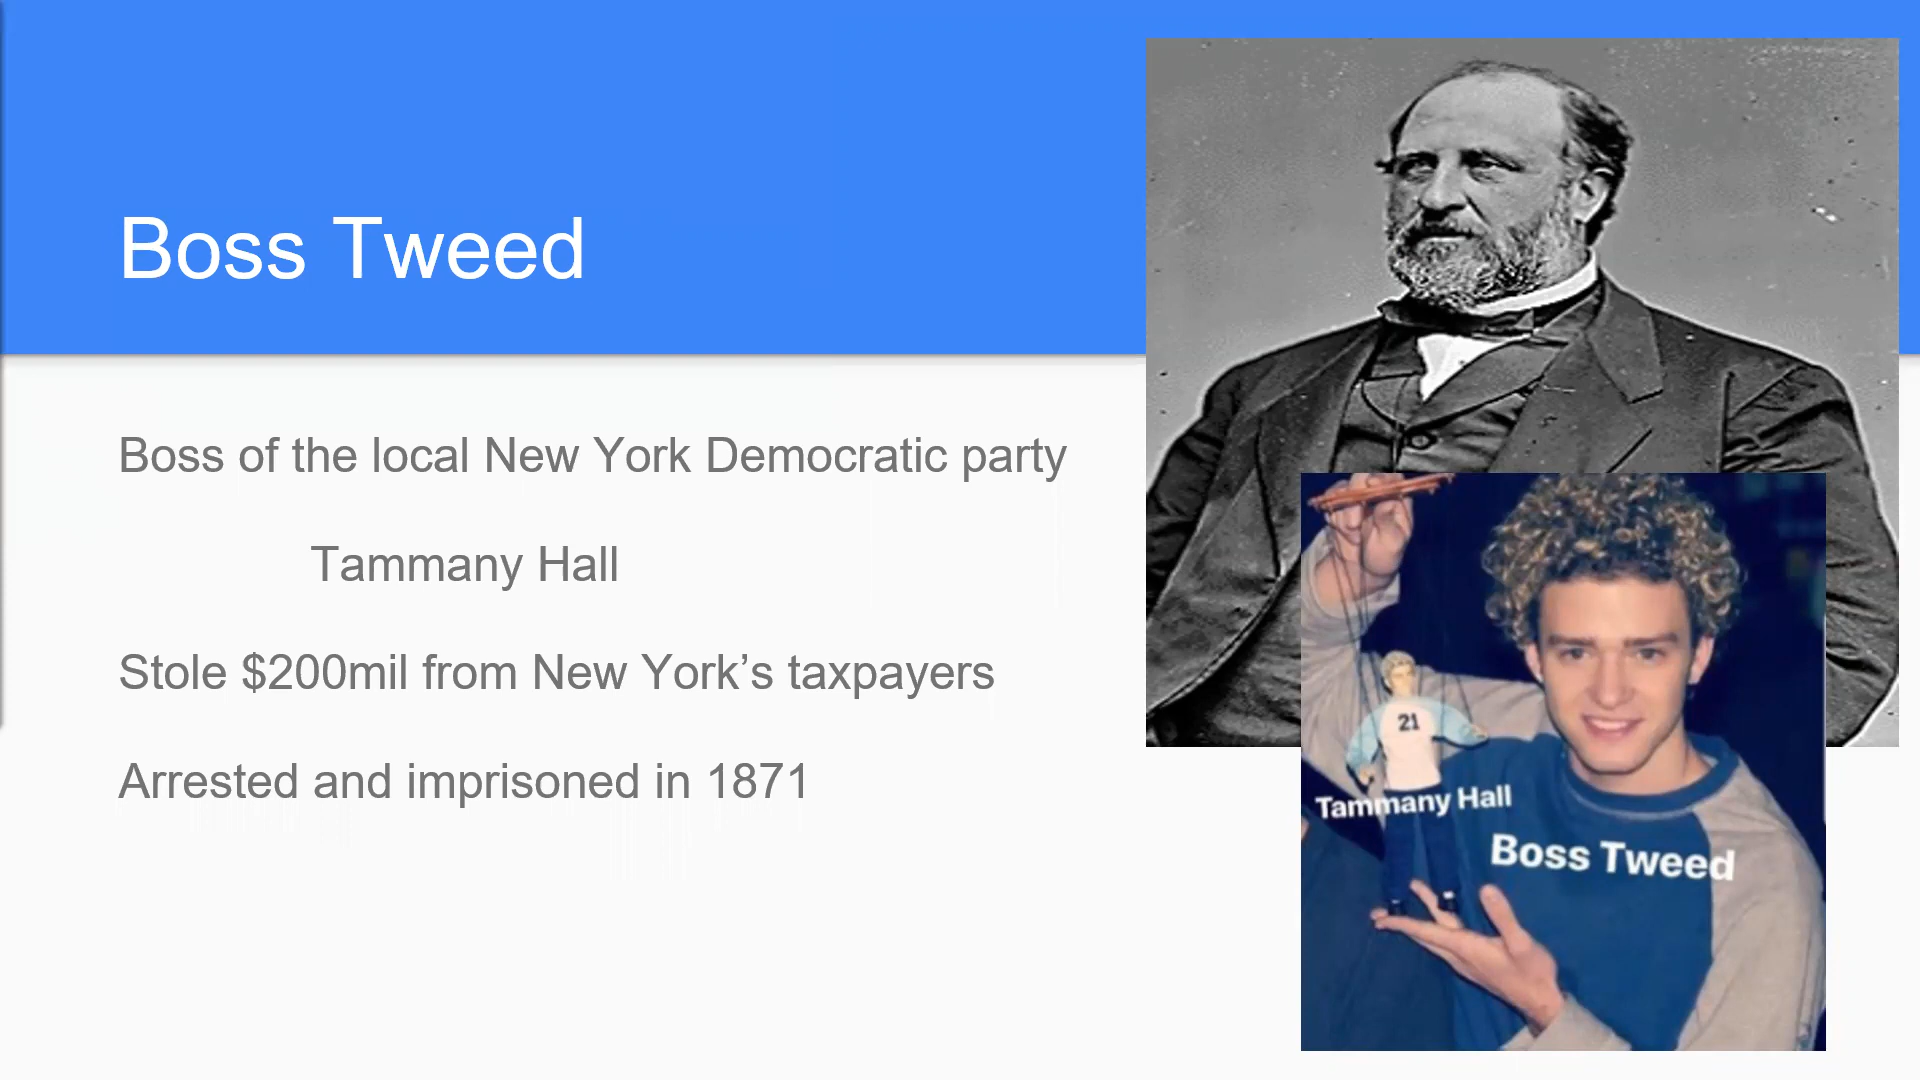 Boss Tweed
Boss of the local New York Democratic party
Tammany Hall
Stole $200mil from New York’s taxpayers
Arrested and imprisoned in 1871
21
Tammany Hall
Boss Tweed